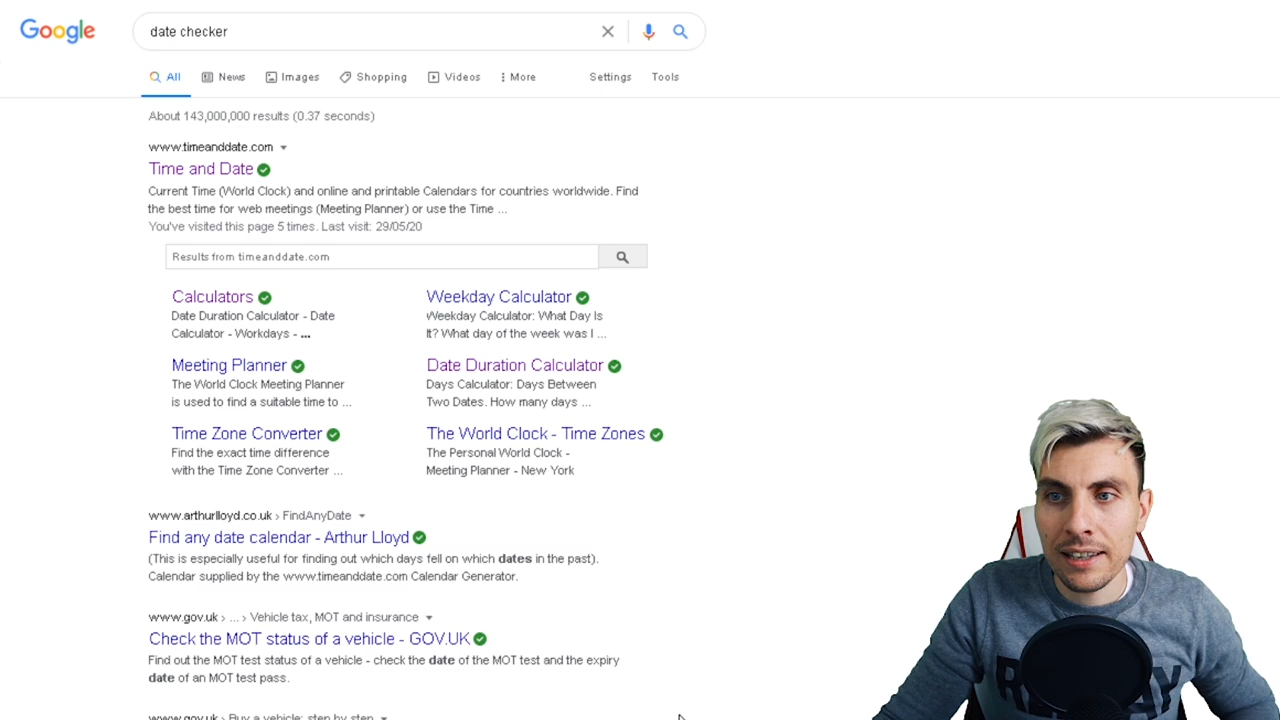 Google
date checker
All News Images Shopping Videos More Settings Tools
About 143,000,000 results (0.37 seconds)
www.timeanddate.com
Time and Date
Current Time (World Clock) and online and printable Calendars for countries worldwide. Find
the best time for web meetings (Meeting Planner) or use the Time ...
You've visited this page 5 times. Last visit: 29/05/20
Results from timeanddate.com
Calculators
Date Duration Calculator - Date
Calculator - Workdays - ...
Weekday Calculator
Weekday Calculator: What Day Is
It? What day of the week was I ...
Meeting Planner
The World Clock Meeting Planner
is used to find a suitable time to ...
Date Duration Calculator
Days Calculator: Days Between
Two Dates. How many days ...
Time Zone Converter
Find the exact time difference
with the Time Zone Converter ...
The World Clock - Time Zones
The Personal World Clock -
Meeting Planner - New York
www.arthurlloyd.co.uk › FindAnyDate
Find any date calendar - Arthur Lloyd
(This is especially useful for finding out which days fell on which dates in the past).
Calendar supplied by the www.timeanddate.com Calendar Generator.
www.gov.uk › ... › Vehicle tax, MOT and insurance
Check the MOT status of a vehicle - GOV.UK
Find out the MOT test status of a vehicle - check the date of the MOT test and the expiry
date of an MOT test pass.
www.gov.uk › Buy a vehicle: step by step